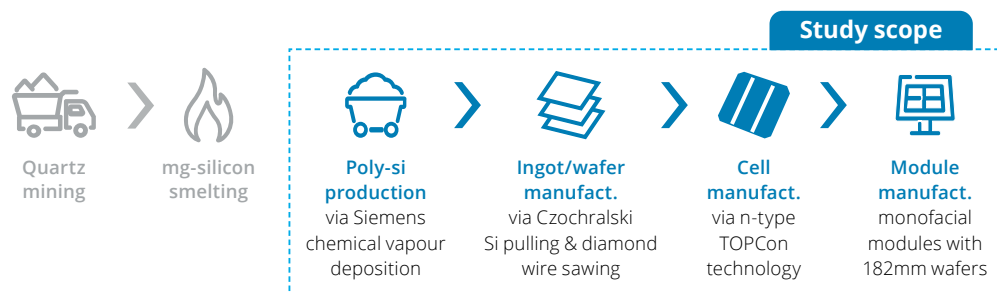 Study scope
Quartz
mining
mg-silicon
smelting
Poly-si
production
via Siemens
chemical vapour
deposition
Ingot/wafer
manufact.
via Czochralski
Si pulling & diamond
wire sawing
Cell
manufact.
via n-type
TOPCon
technology
Module
manufact.
monofacial
modules with
182mm wafers